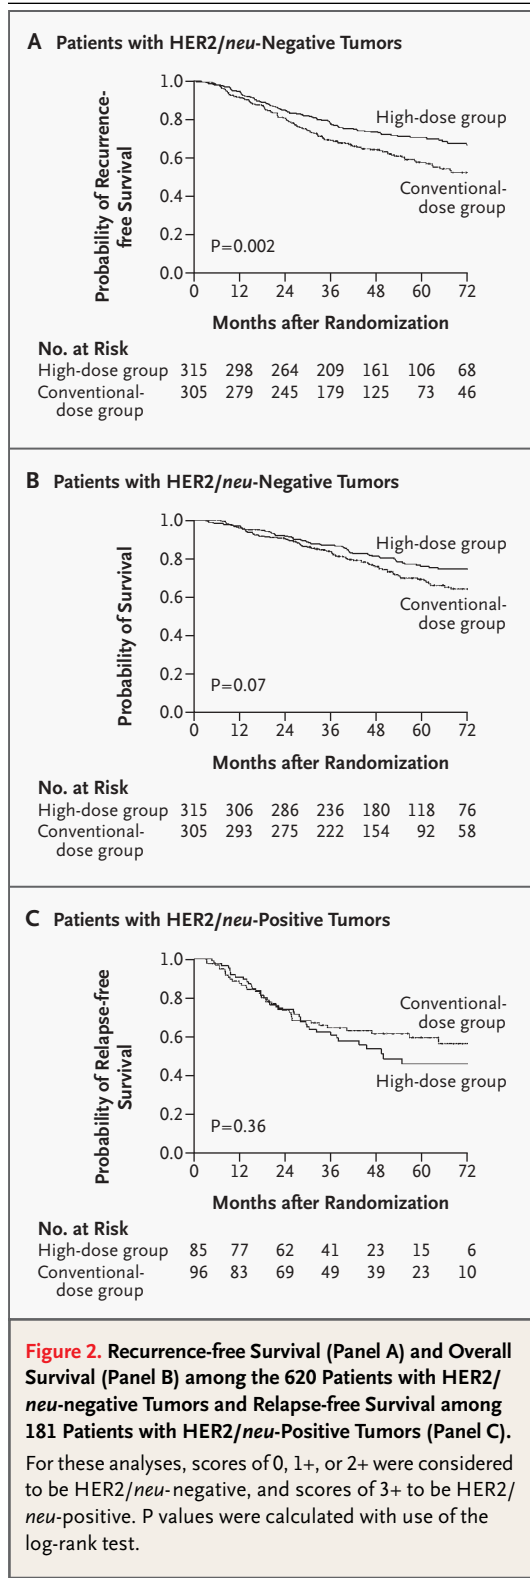 A Patients with HER2/neu-Negative Tumors
Probability of Recurrence-
free Survival
1.0
0.8
0.6
0.4
0.2
0.0
High-dose group
Conventional-
dose group
P=0.002
0 12 24 36 48 60 72
Months after Randomization
No. at Risk
High-dose group 315 298 264 209 161 106 68
Conventional- 305 279 245 179 125 73 46
dose group
B Patients with HER2/neu-Negative Tumors
Probability of Survival
1.0
0.8
0.6
0.4
0.2
0.0
High-dose group
Conventional-
dose group
P=0.07
0 12 24 36 48 60 72
Months after Randomization
No. at Risk
High-dose group 315 306 286 236 180 118 76
Conventional- 305 293 275 222 154 92 58
dose group
C Patients with HER2/neu-Positive Tumors
Probability of Relapse-free
Survival
1.0
0.8
0.6
0.4
0.2
0.0
Conventional-
dose group
High-dose group
P=0.36
0 12 24 36 48 60 72
Months after Randomization
No. at Risk
High-dose group 85 77 62 41 23 15 6
Conventional- 96 83 69 49 39 23 10
dose group
Figure 2. Recurrence-free Survival (Panel A) and Overall
Survival (Panel B) among the 620 Patients with HER2/
neu-negative Tumors and Relapse-free Survival among
181 Patients with HER2/neu-Positive Tumors (Panel C).
For these analyses, scores of 0, 1+, or 2+ were considered
to be HER2/neu-negative, and scores of 3+ to be HER2/
neu-positive. P values were calculated with use of the
log-rank test.